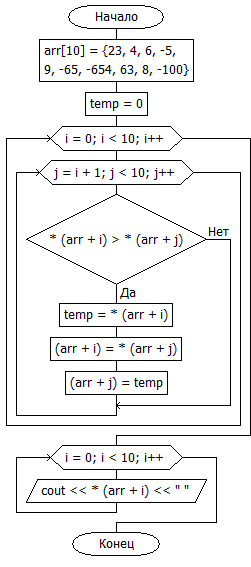 Начало
arr[10] = {23, 4, 6, -5,
9, -65, -654, 63, 8, -100}
temp = 0
i = 0; i < 10; i++
j = i + 1; j < 10; j++
* (arr + i) > * (arr + j)
Нет
Да
temp = * (arr + i)
(arr + i) = * (arr + j)
(arr + j) = temp
i = 0; i < 10; i++
cout << * (arr + i) << " "
Конец